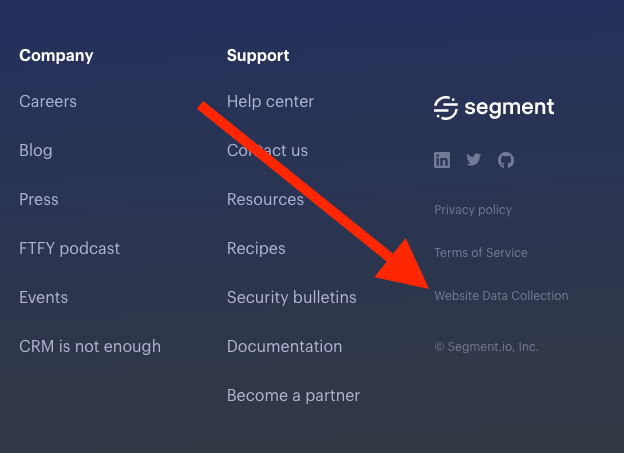 Company
Careers
Blog
Press
FTFY podcast
Events
CRM is not enough
Support
Help center
Contact us
Resources
Recipes
Security bulletins
Documentation
Become a partner
segment
in
Privacy policy
Terms of Service
Website Data Collection
© Segment.io, Inc.